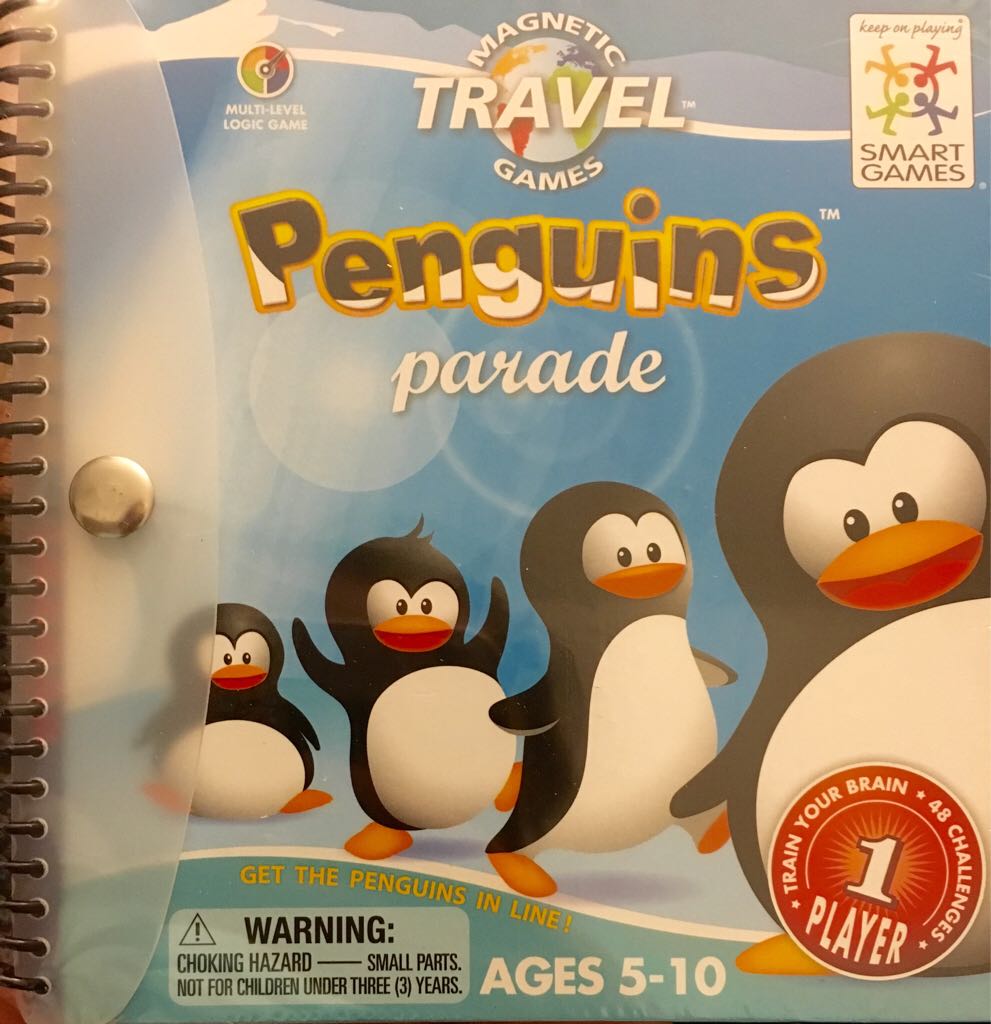 keep on playing
SMART
GAMES
MAGNETIC
TRAVEL™
GAMES
MULTI-LEVEL
LOGIC GAME
Penguins™
parade
TRAIN YOUR BRAIN ★ 48 CHALLENGES ★
1
PLAYER
GET THE PENGUINS IN LINE!
WARNING:
CHOKING HAZARD — SMALL PARTS.
NOT FOR CHILDREN UNDER THREE (3) YEARS.
AGES 5-10